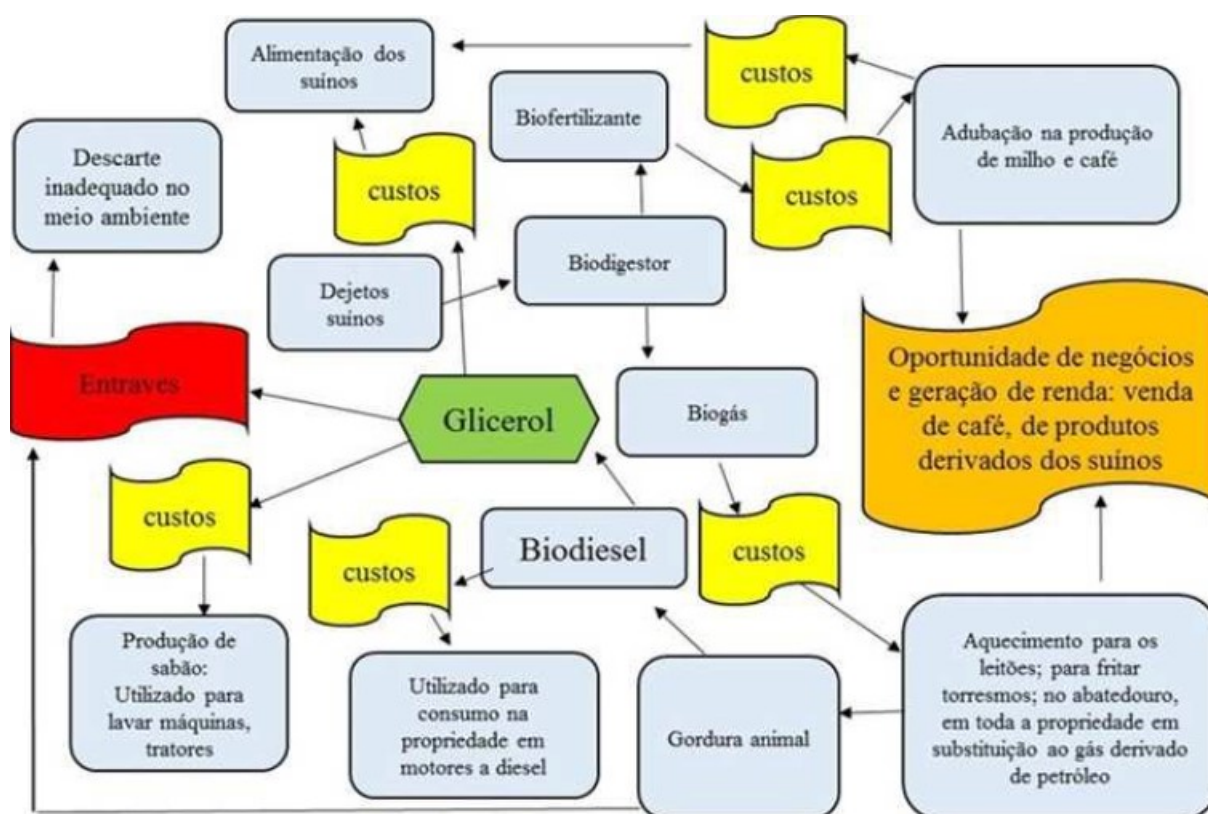 Alimentação dos
suínos
custos
Biofertilizante
Adubação na produção
de milho e café
Descarte
inadequado no
meio ambiente
custos
custos
Dejetos
suínos
Biodigestor
Entraves
Glicerol
Biogás
Oportunidade de negócios
e geração de renda: venda
de café, de produtos
derivados dos suínos
custos
custos
Biodiesel
custos
Produção de
sabão:
Utilizado para
lavar máquinas,
tratores
Utilizado para
consumo na
propriedade em
motores a diesel
Gordura animal
Aquecimento para os
leitões; para fritar
torresmos; no abatedouro,
em toda a propriedade em
substituição ao gás derivado
de petróleo